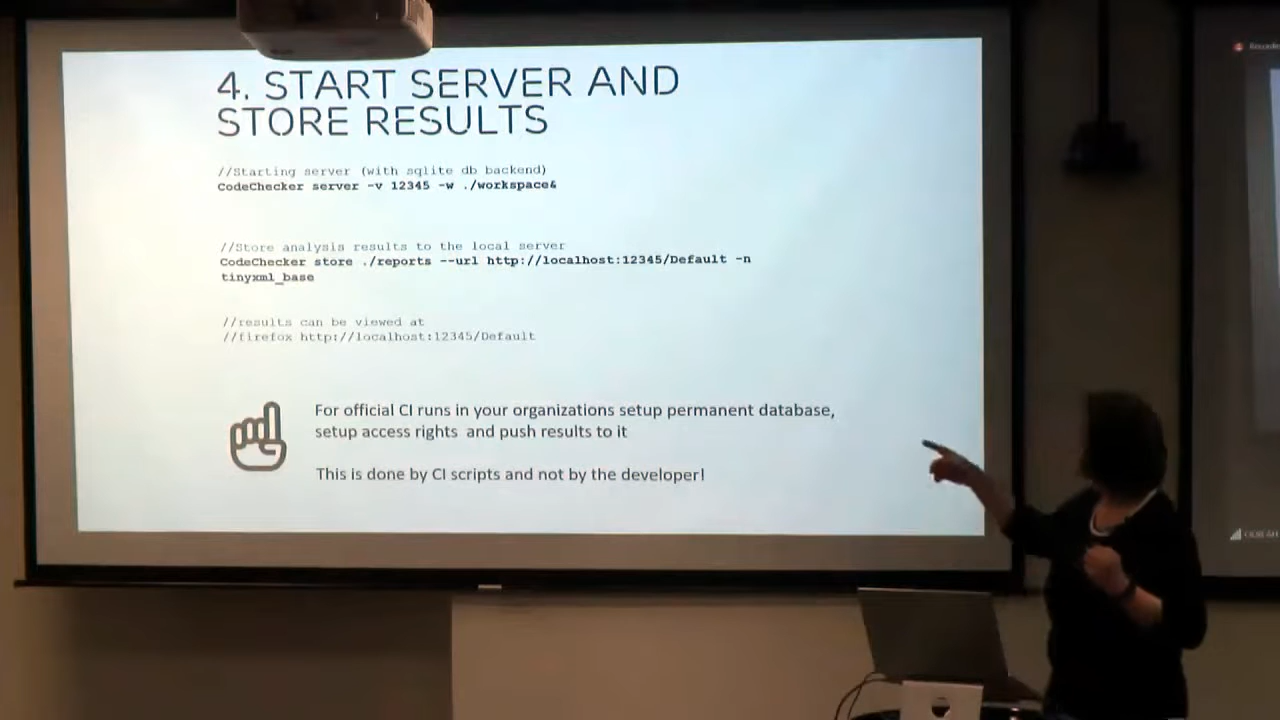 4. START SERVER AND
STORE RESULTS
//Starting server (with sqlite db backend)
CodeChecker server -v 12345 -w ./workspace&
//Store analysis results to the local server
CodeChecker store ./reports --url http://localhost:12345/Default -n
tinyxml_base
//results can be viewed at
//firefox http://localhost:12345/Default
For official CI runs in your organizations setup permanent database,
setup access rights  and push results to it
This is done by CI scripts and not by the developer!